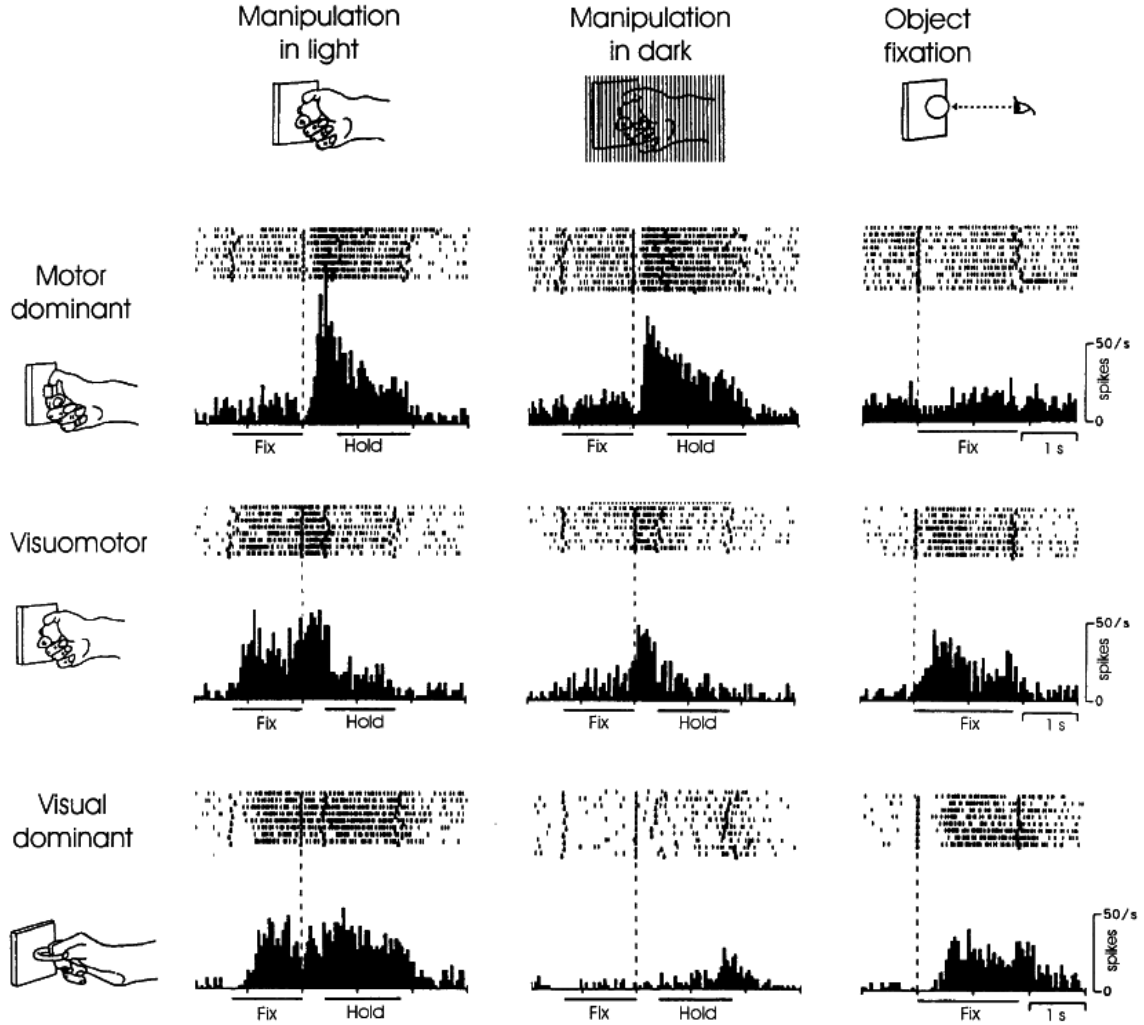 Manipulation
in light
Manipulation
in dark
Object
fixation
Motor
dominant
50/s
spikes
0
Fix
Hold
Fix
Hold
Fix
1 s
Visuomotor
50/s
spikes
0
Fix
Hold
Fix
Hold
Fix
1 s
Visual
dominant
50/s
spikes
0
Fix
Hold
Fix
Hold
Fix
1 s